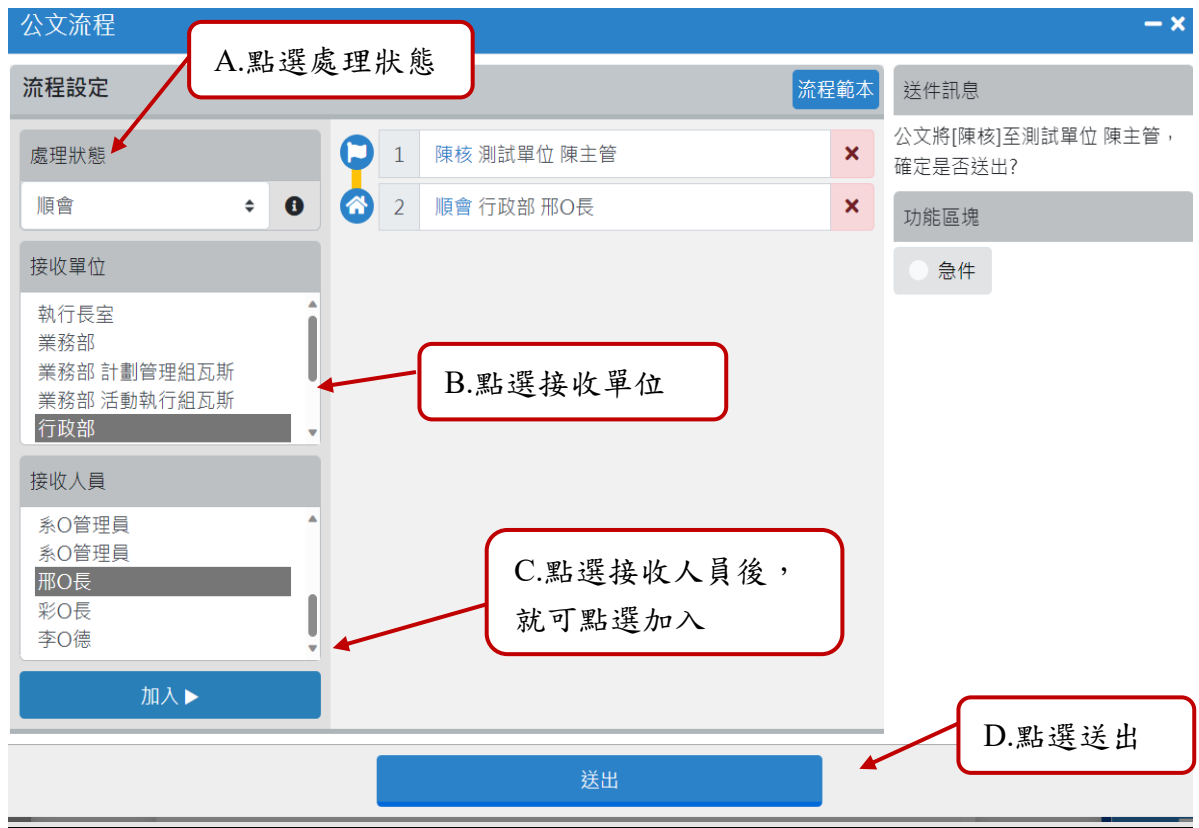 公文流程
A.點選處理狀態
流程設定
流程範本
處理狀態
順會
接收單位
執行長室
業務部
業務部 計劃管理組瓦斯
業務部 活動執行組瓦斯
行政部
接收人員
系O管理員
系O管理員
邢O長
彩O長
李O德
加入
1 陳核 測試單位 陳主管
2 順會 行政部 邢O長
B.點選接收單位
C.點選接收人員後，
就可點選加入
送件訊息
公文將[陳核]至測試單位 陳主管，
確定是否送出?
功能區塊
急件
D.點選送出
送出